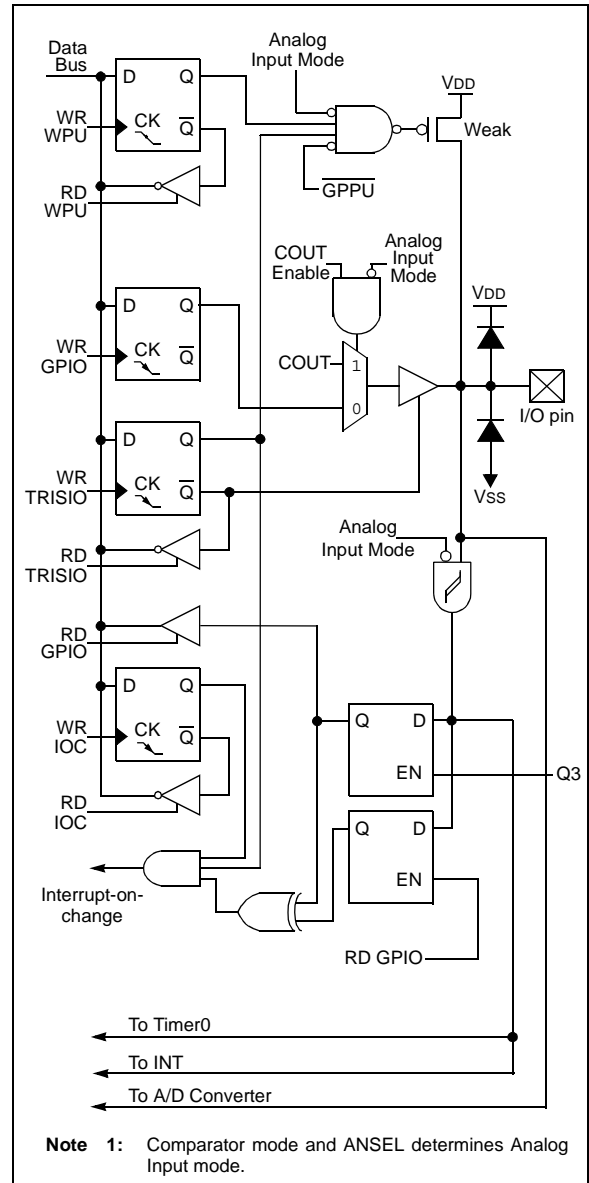 Analog
Input Mode
Data
Bus
D Q
VDD
WR
WPU
CK Q
Weak
RD
WPU
GPPU
COUT
Enable
Analog
Input
Mode
D Q
VDD
WR
GPIO
CK Q
COUT
1
0
I/O pin
D Q
WR
TRISIO
CK Q
VSS
Analog
Input Mode
RD
TRISIO
RD
GPIO
D Q
WR
IOC
CK Q
Q D
EN
Q3
RD
IOC
Q D
EN
Interrupt-on-
change
RD GPIO
To Timer0
To INT
To A/D Converter
Note 1: Comparator mode and ANSEL determines Analog
Input mode.